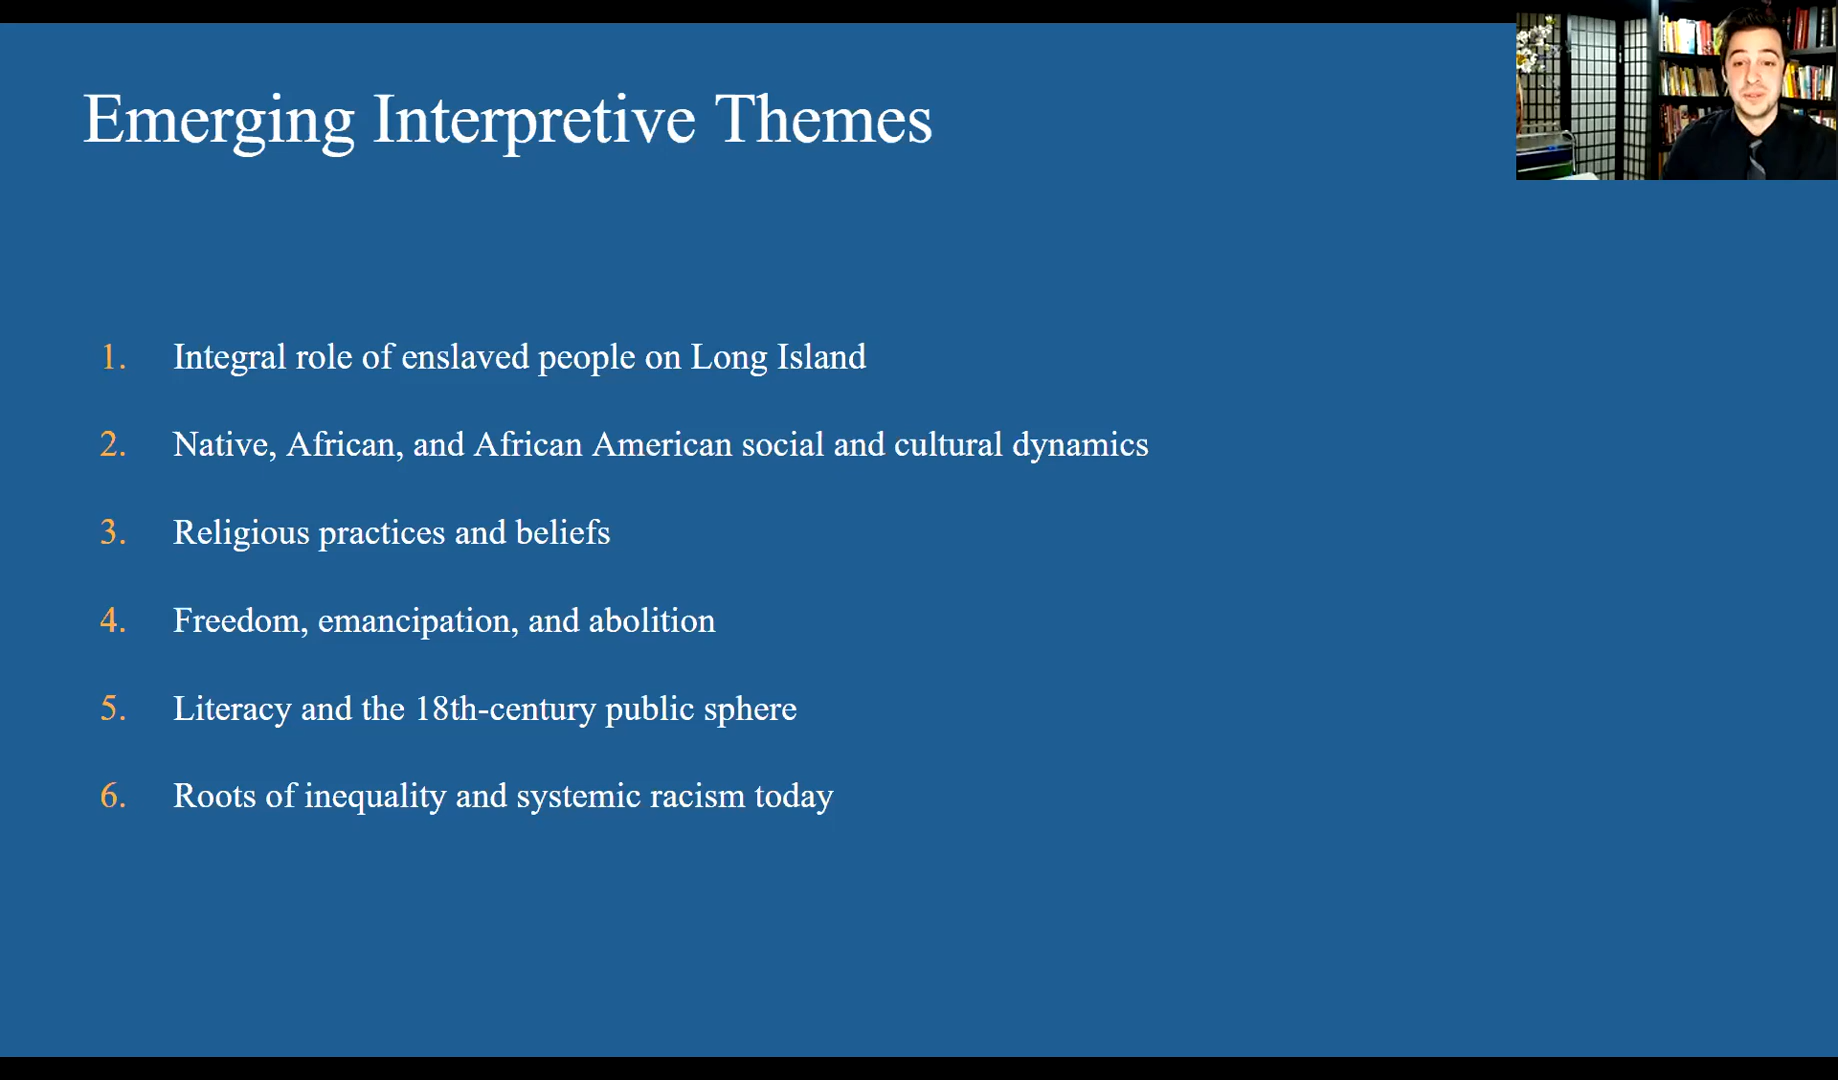 Emerging Interpretive Themes
1. Integral role of enslaved people on Long Island
2. Native, African, and African American social and cultural dynamics
3. Religious practices and beliefs
4. Freedom, emancipation, and abolition
5. Literacy and the 18th-century public sphere
6. Roots of inequality and systemic racism today